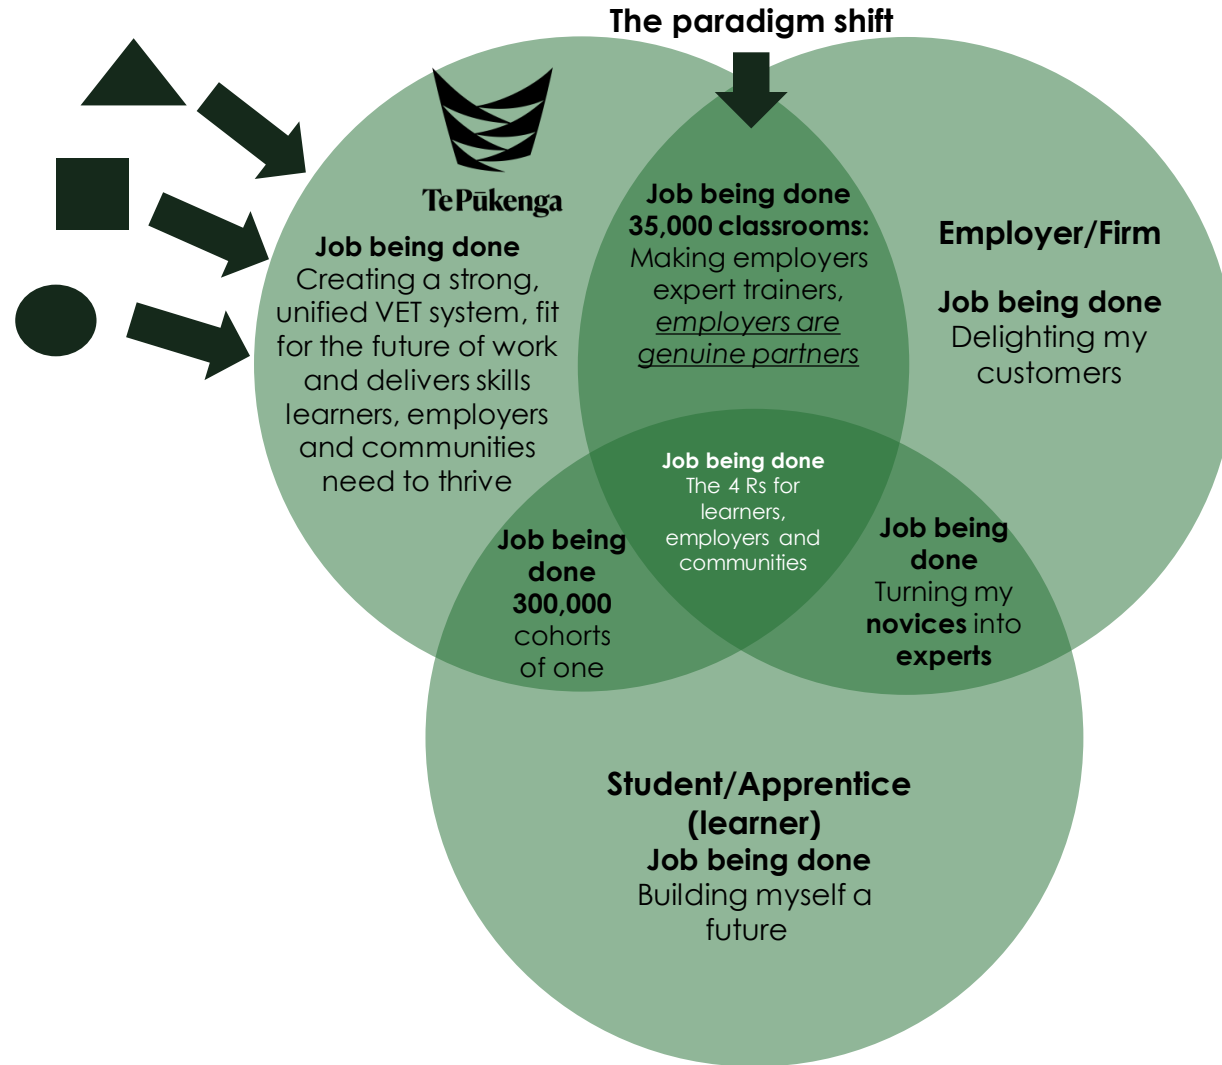 The paradigm shift
Te Pūkenga
Job being done
Creating a strong,
unified VET system, fit
for the future of work
and delivers skills
learners, employers
and communities
need to thrive
Job being done
35,000 classrooms:
Making employers
expert trainers,
employers are
genuine partners
Employer/Firm
Job being done
Delighting my
customers
Job being done
The 4 Rs for
learners,
employers and
communities
Job being
done
300,000
cohorts
of one
Job being
done
Turning my
novices into
experts
Student/Apprentice
(learner)
Job being done
Building myself a
future